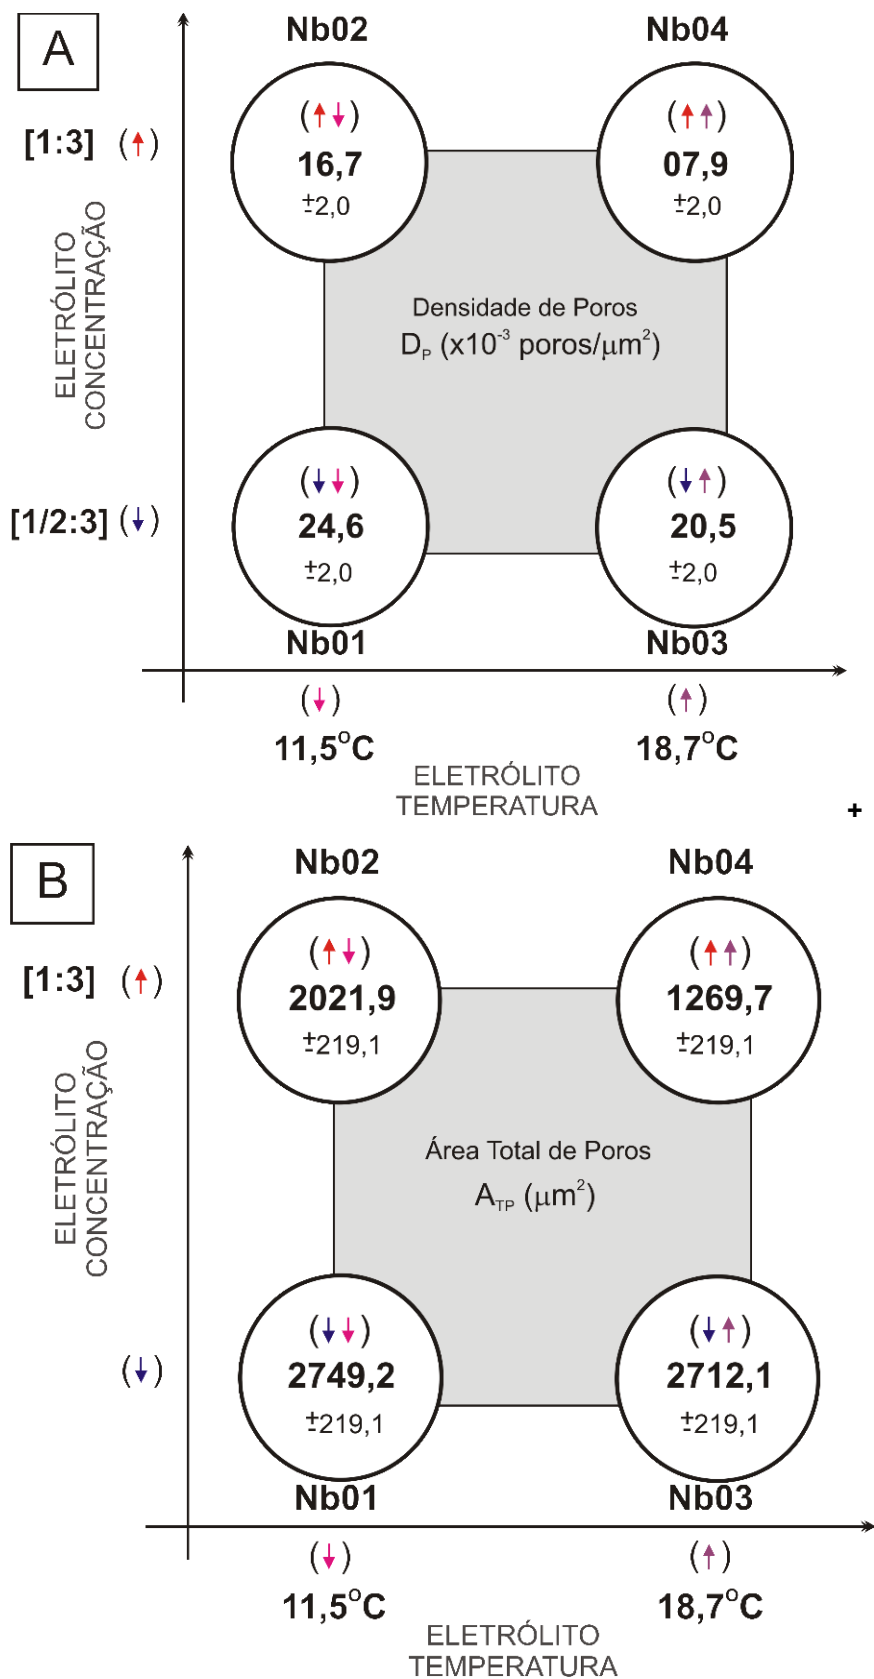 A
Nb02
Nb04
[1:3] (↑)
(↑↓)
16,7
±2,0
(↑↑)
07,9
±2,0
ELETRÓLITO
CONCENTRAÇÃO
Densidade de Poros
D_P (x10⁻³ poros/μm²)
[1/2:3] (↓)
(↓↓)
24,6
±2,0
(↓↑)
20,5
±2,0
Nb01
Nb03
(↓)
(↑)
11,5°C
18,7°C
ELETRÓLITO
TEMPERATURA
+
B
Nb02
Nb04
[1:3] (↑)
(↑↓)
2021,9
±219,1
(↑↑)
1269,7
±219,1
ELETRÓLITO
CONCENTRAÇÃO
Área Total de Poros
A_TP (μm²)
(↓)
(↓↓)
2749,2
±219,1
(↓↑)
2712,1
±219,1
Nb01
Nb03
(↓)
(↑)
11,5°C
18,7°C
ELETRÓLITO
TEMPERATURA